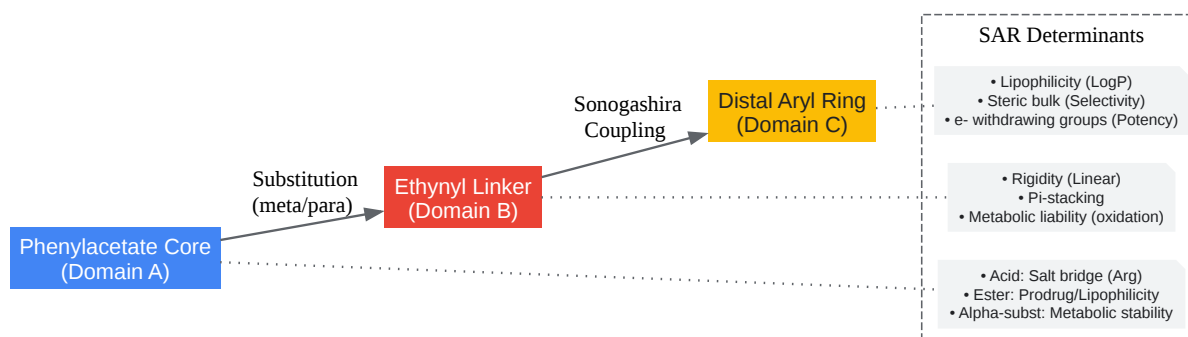 SAR Determinants
• Lipophilicity (LogP)
• Steric bulk (Selectivity)
• e- withdrawing groups (Potency)
Distal Aryl Ring
(Domain C)
Sonogashira
Coupling
Substitution
(meta/para)
Ethynyl Linker
(Domain B)
• Rigidity (Linear)
• Pi-stacking
• Metabolic liability (oxidation)
Phenylacetate Core
(Domain A)
• Acid: Salt bridge (Arg)
• Ester: Prodrug/Lipophilicity
• Alpha-subst: Metabolic stability